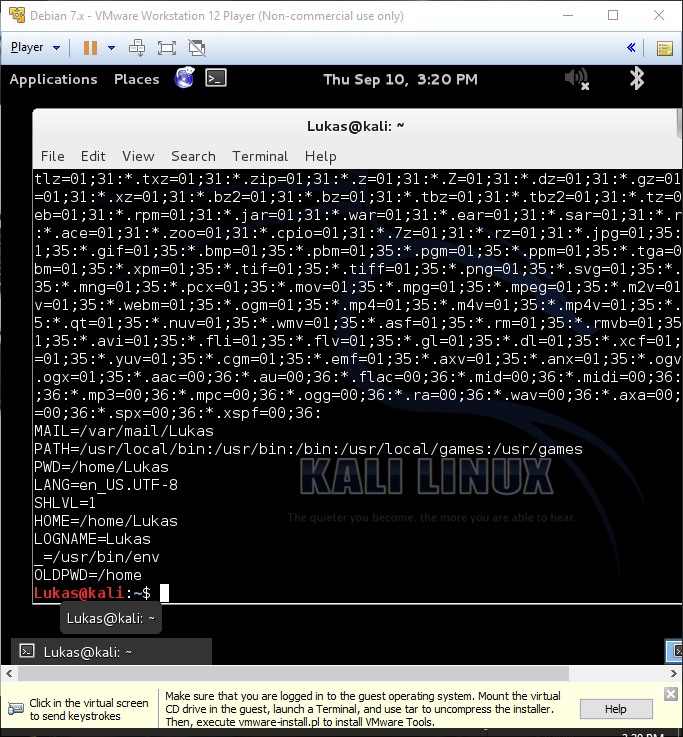 Debian 7.x - VMware Workstation 12 Player (Non-commercial use only)
Player
Applications Places Thu Sep 10, 3:20 PM
Lukas@kali: ~
File Edit View Search Terminal Help
tlz=01;31:*.txz=01;31:*.zip=01;31:*.z=01;31:*.Z=01;31:*.dz=01;31:*.gz=01
=01;31:*.xz=01;31:*.bz2=01;31:*.bz=01;31:*.tbz=01;31:*.tbz2=01;31:*.tz=0
eb=01;31:*.rpm=01;31:*.jar=01;31:*.war=01;31:*.ear=01;31:*.sar=01;31:*.r
:*.ace=01;31:*.zoo=01;31:*.cpio=01;31:*.7z=01;31:*.rz=01;31:*.jpg=01;35:
1;35:*.gif=01;35:*.bmp=01;35:*.pbm=01;35:*.pgm=01;35:*.ppm=01;35:*.tga=0
bm=01;35:*.xpm=01;35:*.tif=01;35:*.tiff=01;35:*.png=01;35:*.svg=01;35:*.
35:*.mng=01;35:*.pcx=01;35:*.mov=01;35:*.mpg=01;35:*.mpeg=01;35:*.m2v=01
v=01;35:*.webm=01;35:*.ogm=01;35:*.mp4=01;35:*.m4v=01;35:*.mp4v=01;35:*.
5:*.qt=01;35:*.nuv=01;35:*.wmv=01;35:*.asf=01;35:*.rm=01;35:*.rmvb=01;35
1;35:*.avi=01;35:*.fli=01;35:*.flv=01;35:*.gl=01;35:*.dl=01;35:*.xcf=01;
=01;35:*.yuv=01;35:*.cgm=01;35:*.emf=01;35:*.axv=01;35:*.anx=01;35:*.ogv
.ogx=01;35:*.aac=00;36:*.au=00;36:*.flac=00;36:*.mid=00;36:*.midi=00;36:
;36:*.mp3=00;36:*.mpc=00;36:*.ogg=00;36:*.ra=00;36:*.wav=00;36:*.axa=00;
=00;36:*.spx=00;36:*.xspf=00;36:
MAIL=/var/mail/Lukas
PATH=/usr/local/bin:/usr/bin:/bin:/usr/local/games:/usr/games
PWD=/home/Lukas
LANG=en_US.UTF-8
SHLVL=1
HOME=/home/Lukas
LOGNAME=Lukas
_=/usr/bin/env
OLDPWD=/home
Lukas@kali:~$
KALI LINUX
The quieter you become, the more you are able to hear.
Lukas@kali: ~
Lukas@kali: ~
Click in the virtual screen
to send keystrokes
Make sure that you are logged in to the guest operating system. Mount the virtual
CD drive in the guest, launch a Terminal, and use tar to uncompress the installer.
Then, execute vmware-install.pl to install VMware Tools.
Help